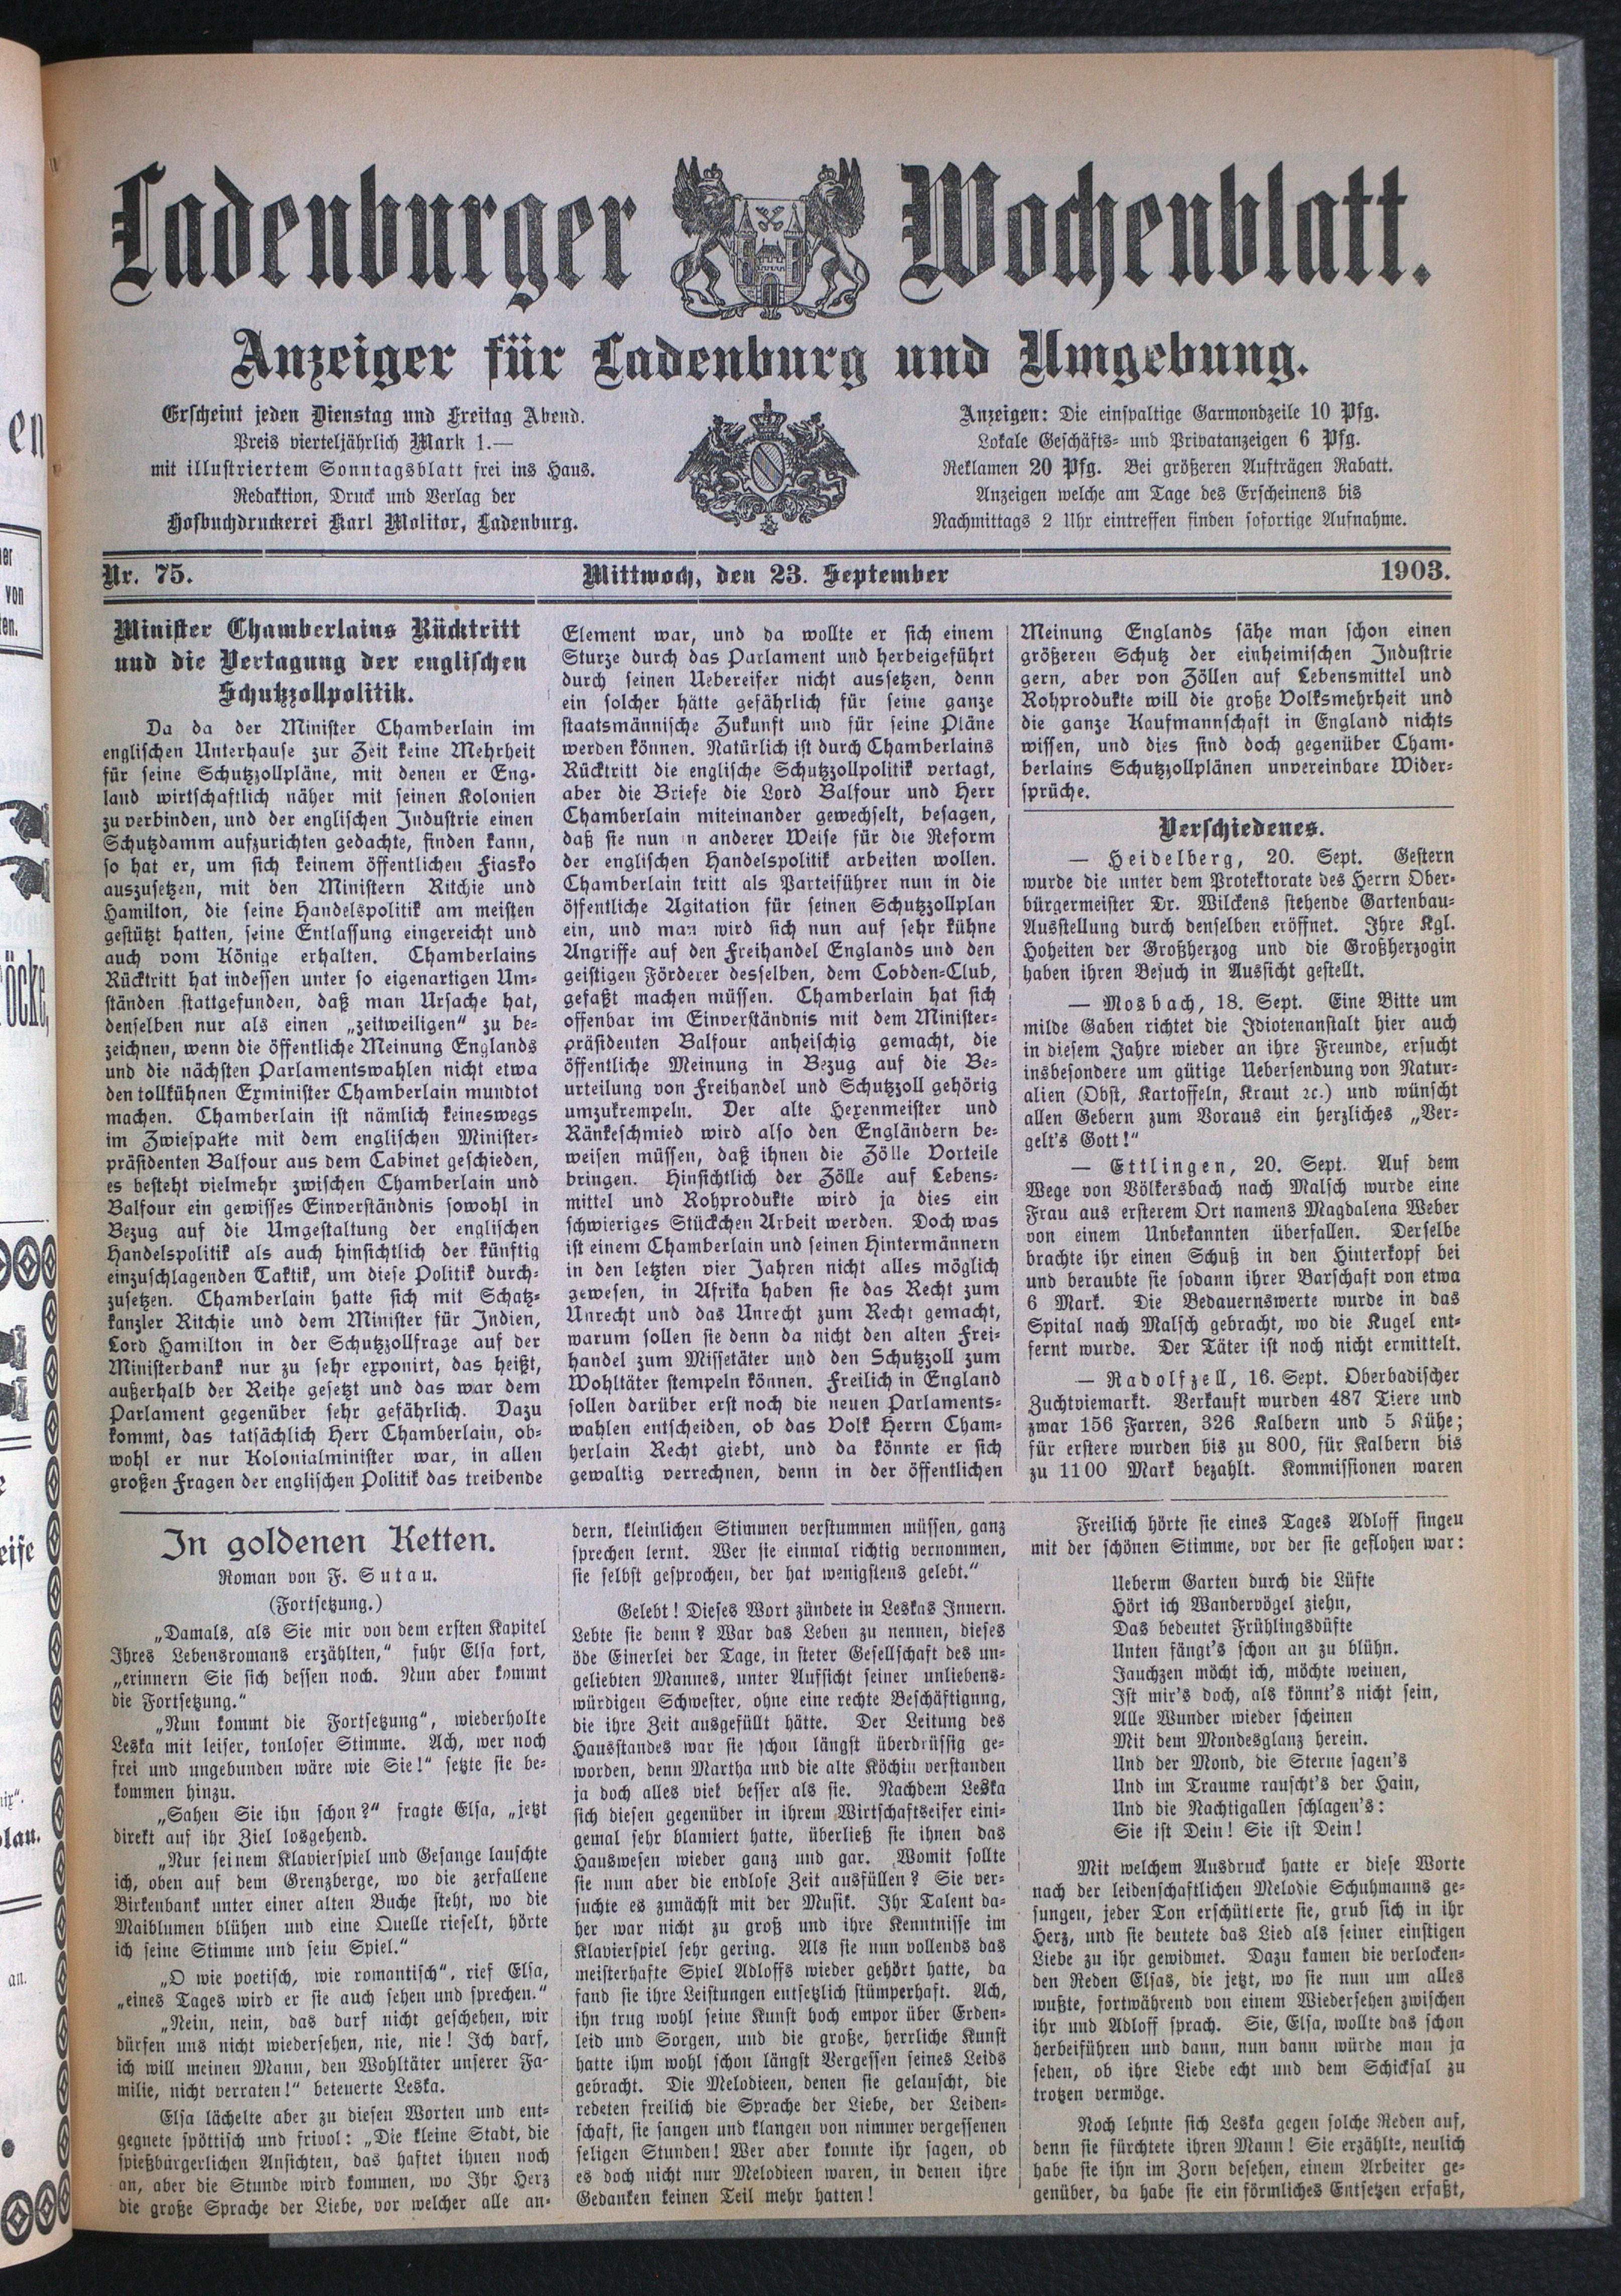 Ladenburger Wochenblatt.
Anzeiger für Ladenburg und Umgebung.
Erscheint jeden Dienstag und Freitag Abend.
Preis vierteljährlich Mark 1.—
mit illustriertem Sonntagsblatt frei ins Haus.
Redaktion, Druck und Verlag der
Hofbuchdruckerei Karl Molitor, Ladenburg.
Anzeigen: Die einspaltige Garmondzeile 10 Pfg.
Lokale Geschäfts- und Privatanzeigen 6 Pfg.
Reklamen 20 Pfg. Bei größeren Aufträgen Rabatt.
Anzeigen welche am Tage des Erscheinens bis
Nachmittags 2 Uhr eintreffen finden sofortige Aufnahme.
Nr. 75. Mittwoch, den 23. September 1903.
Minister Chamberlains Rücktritt
und die Vertagung der englischen
Schutzzollpolitik.
Da da der Minister Chamberlain im
englischen Unterhause zur Zeit keine Mehrheit
für seine Schutzzollpläne, mit denen er Eng-
land wirtschaftlich näher mit seinen Kolonien
zu verbinden, und der englischen Industrie einen
Schutzdamm aufzurichten gedachte, finden kann,
so hat er, um sich keinem öffentlichen Fiasko
auszusetzen, mit den Ministern Ritchie und
Hamilton, die seine Handelspolitik am meisten
gestützt hatten, seine Entlassung eingereicht und
auch vom Könige erhalten. Chamberlains
Rücktritt hat indessen unter so eigenartigen Um-
ständen stattgefunden, daß man Ursache hat,
denselben nur als einen „zeitweiligen“ zu be-
zeichnen, wenn die öffentliche Meinung Englands
und die nächsten Parlamentswahlen nicht etwa
den tollkühnen Exminister Chamberlain mundtot
machen. Chamberlain ist nämlich keineswegs
im Zwiespalte mit dem englischen Minister-
präsidenten Balfour aus dem Cabinet geschieden,
es besteht vielmehr zwischen Chamberlain und
Balfour ein gewisses Einverständnis sowohl in
Bezug auf die Umgestaltung der englischen
Handelspolitik als auch hinsichtlich der künftig
einzuschlagenden Taktik, um diese Politik durch-
zusetzen. Chamberlain hatte sich mit Schatz-
kanzler Ritchie und dem Minister für Indien,
Lord Hamilton in der Schutzzollfrage auf der
Ministerbank nur zu sehr exponirt, das heißt,
außerhalb der Reihe gesetzt und das war dem
Parlament gegenüber sehr gefährlich. Dazu
kommt, das tatsächlich Herr Chamberlain, ob-
wohl er nur Kolonialminister war, in allen
großen Fragen der englischen Politik das treibende
Element war, und da wollte er sich einem
Sturze durch das Parlament und herbeigeführt
durch seinen Uebereifer nicht aussetzen, denn
ein solcher hätte gefährlich für seine ganze
staatsmännische Zukunft und für seine Pläne
werden können. Natürlich ist durch Chamberlains
Rücktritt die englische Schutzzollpolitik vertagt,
aber die Briefe die Lord Balfour und Herr
Chamberlain miteinander gewechselt, besagen,
daß sie nun in anderer Weise für die Reform
der englischen Handelspolitik arbeiten wollen.
Chamberlain tritt als Parteiführer nun in die
öffentliche Agitation für seinen Schutzzollplan
ein, und man wird sich nun auf sehr kühne
Angriffe auf den Freihandel Englands und den
geistigen Förderer desselben, dem Cobden-Club,
gefaßt machen müssen. Chamberlain hat sich
offenbar im Einverständnis mit dem Minister-
präsidenten Balfour anheischig gemacht, die
öffentliche Meinung in Bezug auf die Be-
urteilung von Freihandel und Schutzzoll gehörig
umzukrempeln. Der alte Hexenmeister und
Ränkeschmied wird also den Engländern be-
weisen müssen, daß ihnen die Zölle Vorteile
bringen. Hinsichtlich der Zölle auf Lebens-
mittel und Rohprodukte wird ja dies ein
schwieriges Stückchen Arbeit werden. Doch was
ist einem Chamberlain und seinen Hintermännern
in den letzten vier Jahren nicht alles möglich
gewesen, in Afrika haben sie das Recht zum
Unrecht und das Unrecht zum Recht gemacht,
warum sollen sie denn da nicht den alten Frei-
handel zum Missetäter und den Schutzzoll zum
Wohltäter stempeln können. Freilich in England
sollen darüber erst noch die neuen Parlaments-
wahlen entscheiden, ob das Volk Herrn Cham-
herlain Recht giebt, und da könnte er sich
gewaltig verrechnen, denn in der öffentlichen
Meinung Englands sähe man schon einen
größeren Schutz der einheimischen Industrie
gern, aber von Zöllen auf Lebensmittel und
Rohprodukte will die große Volksmehrheit und
die ganze Kaufmannschaft in England nichts
wissen, und dies sind doch gegenüber Cham-
berlains Schutzzollplänen unvereinbare Wider-
sprüche.
Verschiedenes.
— Heidelberg, 20. Sept. Gestern
wurde die unter dem Protektorate des Herrn Ober-
bürgermeister Dr. Wilckens stehende Gartenbau-
Ausstellung durch denselben eröffnet. Ihre Kgl.
Hoheiten der Großherzog und die Großherzogin
haben ihren Besuch in Aussicht gestellt.
— Mosbach, 18. Sept. Eine Bitte um
milde Gaben richtet die Idiotenanstalt hier auch
in diesem Jahre wieder an ihre Freunde, ersucht
insbesondere um gütige Uebersendung von Natur-
alien (Obst, Kartoffeln, Kraut ꝛc.) und wünscht
allen Gebern zum Voraus ein herzliches „Ver-
gelt's Gott!“
— Ettlingen, 20. Sept. Auf dem
Wege von Völkersbach nach Malsch wurde eine
Frau aus ersterem Ort namens Magdalena Weber
von einem Unbekannten überfallen. Derselbe
brachte ihr einen Schuß in den Hinterkopf bei
und beraubte sie sodann ihrer Barschaft von etwa
6 Mark. Die Bedauernswerte wurde in das
Spital nach Malsch gebracht, wo die Kugel ent-
fernt wurde. Der Täter ist noch nicht ermittelt.
— Radolfzell, 16. Sept. Oberbadischer
Zuchtviemarkt. Verkauft wurden 487 Tiere und
zwar 156 Farren, 326 Kalbern und 5 Kühe;
für erstere wurden bis zu 800, für Kalbern bis
zu 1100 Mark bezahlt. Kommissionen waren
In goldenen Ketten.
Roman von F. Sutau.
(Fortsetzung.)
„Damals, als Sie mir von dem ersten Kapitel
Ihres Lebensromans erzählten,“ fuhr Elsa fort,
„erinnern Sie sich dessen noch. Nun aber kommt
die Fortsetzung.“
„Nun kommt die Fortsetzung“, wiederholte
Leska mit leiser, tonloser Stimme. Ach, wer noch
frei und ungebunden wäre wie Sie!“ setzte sie be-
kommen hinzu.
„Sahen Sie ihn schon?“ fragte Elsa, „jetzt
direkt auf ihr Ziel losgehend.
„Nur seinem Klavierspiel und Gesange lauschte
ich, oben auf dem Grenzberge, wo die zerfallene
Birkenbank unter einer alten Buche steht, wo die
Maiblumen blühen und eine Quelle rieselt, hörte
ich seine Stimme und sein Spiel.“
„O wie poetisch, wie romantisch“, rief Elsa,
„eines Tages wird er sie auch sehen und sprechen.“
„Nein, nein, das darf nicht geschehen, wir
dürfen uns nicht wiedersehen, nie, nie! Ich darf,
ich will meinen Mann, den Wohltäter unserer Fa-
milie, nicht verraten!“ beteuerte Leska.
Elsa lächelte aber zu diesen Worten und ent-
gegnete spöttisch und frivol: „Die kleine Stadt, die
spießbürgerlichen Ansichten, das haftet ihnen noch
an, aber die Stunde wird kommen, wo Ihr Herz
die große Sprache der Liebe, vor welcher alle an-
dern, kleinlichen Stimmen verstummen müssen, ganz
sprechen lernt. Wer sie einmal richtig vernommen,
sie selbst gesprochen, der hat wenigstens gelebt.“
Gelebt! Dieses Wort zündete in Leskas Innern.
Lebte sie denn? War das Leben zu nennen, dieses
öde Einerlei der Tage, in steter Gesellschaft des un-
geliebten Mannes, unter Aufsicht seiner unliebens-
würdigen Schwester, ohne eine rechte Beschäftigung,
die ihre Zeit ausgefüllt hätte. Der Leitung des
Hausstandes war sie schon längst überdrüssig ge-
worden, denn Martha und die alte Köchin verstanden
ja doch alles viel besser als sie. Nachdem Leska
sich diesen gegenüber in ihrem Wirtschaftseifer eini-
gemal sehr blamiert hatte, überließ sie ihnen das
Hauswesen wieder ganz und gar. Womit sollte
sie nun aber die endlose Zeit ausfüllen? Sie ver-
suchte es zunächst mit der Musik. Ihr Talent da-
her war nicht zu groß und ihre Kenntnisse im
Klavierspiel sehr gering. Als sie nun vollends das
meisterhafte Spiel Adloffs wieder gehört hatte, da
fand sie ihre Leistungen entsetzlich stümperhaft. Ach,
ihn trug wohl seine Kunst hoch empor über Erden-
leid und Sorgen, und die große, herrliche Kunst
hatte ihm wohl schon längst Vergessen seines Leids
gebracht. Die Melodieen, denen sie gelauscht, die
redeten freilich die Sprache der Liebe, der Leiden-
schaft, sie sangen und klangen von nimmer vergessenen
seligen Stunden! Wer aber konnte ihr sagen, ob
es doch nicht nur Melodieen waren, in denen ihre
Gedanken keinen Teil mehr hatten!
Freilich hörte sie eines Tages Adloff singen
mit der schönen Stimme, vor der sie geflohen war:
Ueberm Garten durch die Lüfte
Hört ich Wandervögel ziehn,
Das bedeutet Frühlingsdüfte
Unten fängt's schon an zu blühn.
Jauchzen möcht ich, möchte weinen,
Ist mir's doch, als könnt's nicht sein,
Alle Wunder wieder scheinen
Mit dem Mondesglanz herein.
Und der Mond, die Sterne sagen's
Und im Traume rauscht's der Hain,
Und die Nachtigallen schlagen's:
Sie ist Dein! Sie ist Dein!
Mit welchem Ausdruck hatte er diese Worte
nach der leidenschaftlichen Melodie Schuhmanns ge-
sungen, jeder Ton erschütterte sie, grub sich in ihr
Herz, und sie deutete das Lied als seiner einstigen
Liebe zu ihr gewidmet. Dazu kamen die verlocken-
den Reden Elsas, die jetzt, wo sie nun um alles
wußte, fortwährend von einem Wiedersehen zwischen
ihr und Adloff sprach. Sie, Elsa, wollte das schon
herbeiführen und dann, nun dann würde man ja
sehen, ob ihre Liebe echt und dem Schicksal zu
trotzen vermöge.
Noch lehnte sich Leska gegen solche Reden auf,
denn sie fürchtete ihren Mann! Sie erzählte, neulich
habe sie ihn im Zorn desehen, einem Arbeiter ge-
genüber, da habe sie ein förmliches Entsetzen erfaßt,